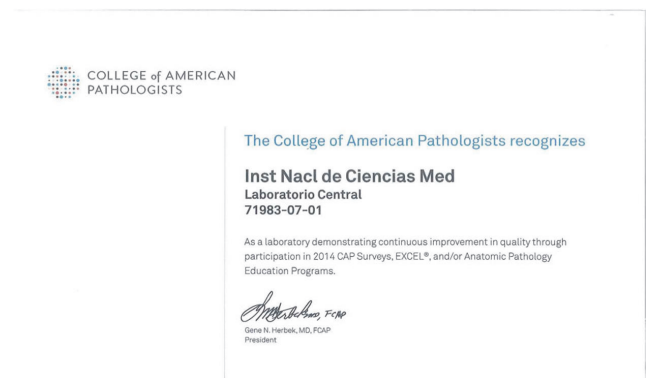 COLLEGE of AMERICAN
PATHOLOGISTS
The College of American Pathologists recognizes
Inst Nacl de Ciencias Med
Laboratorio Central
71983-07-01
As a laboratory demonstrating continuous improvement in quality through
participation in 2014 CAP Surveys, EXCEL®, and/or Anatomic Pathology
Education Programs.
Gene N. Herbek, MD, FCAP
President